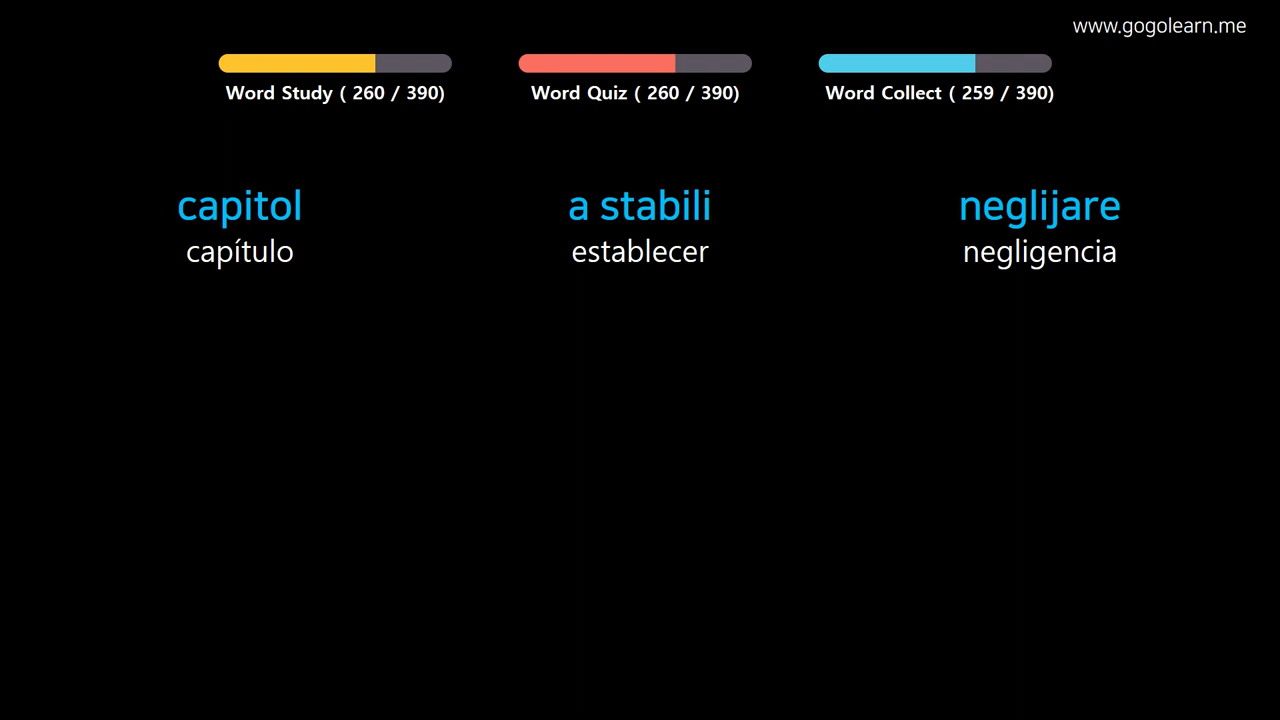 www.gogolearn.me
Word Study ( 260 / 390)
Word Quiz ( 260 / 390)
Word Collect ( 259 / 390)
capitol
capítulo
a stabili
establecer
neglijare
negligencia